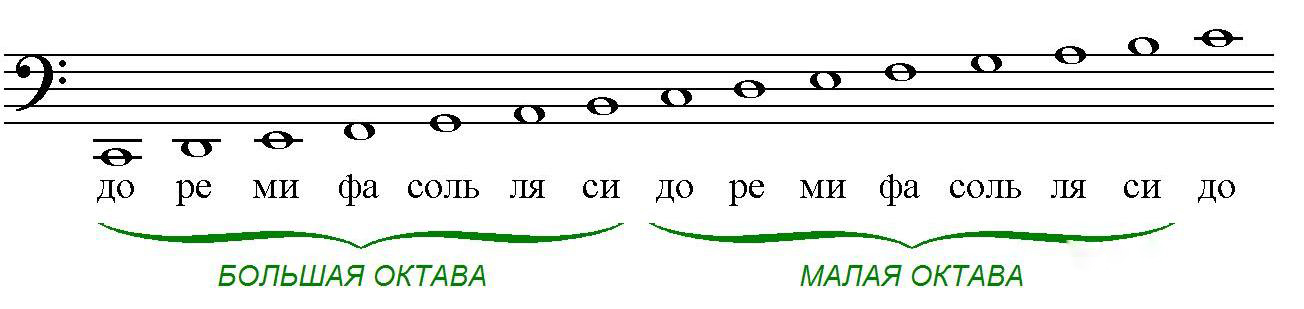 до ре ми фа соль ля си до ре ми фа соль ля си до
БОЛЬШАЯ ОКТАВА МАЛАЯ ОКТАВА